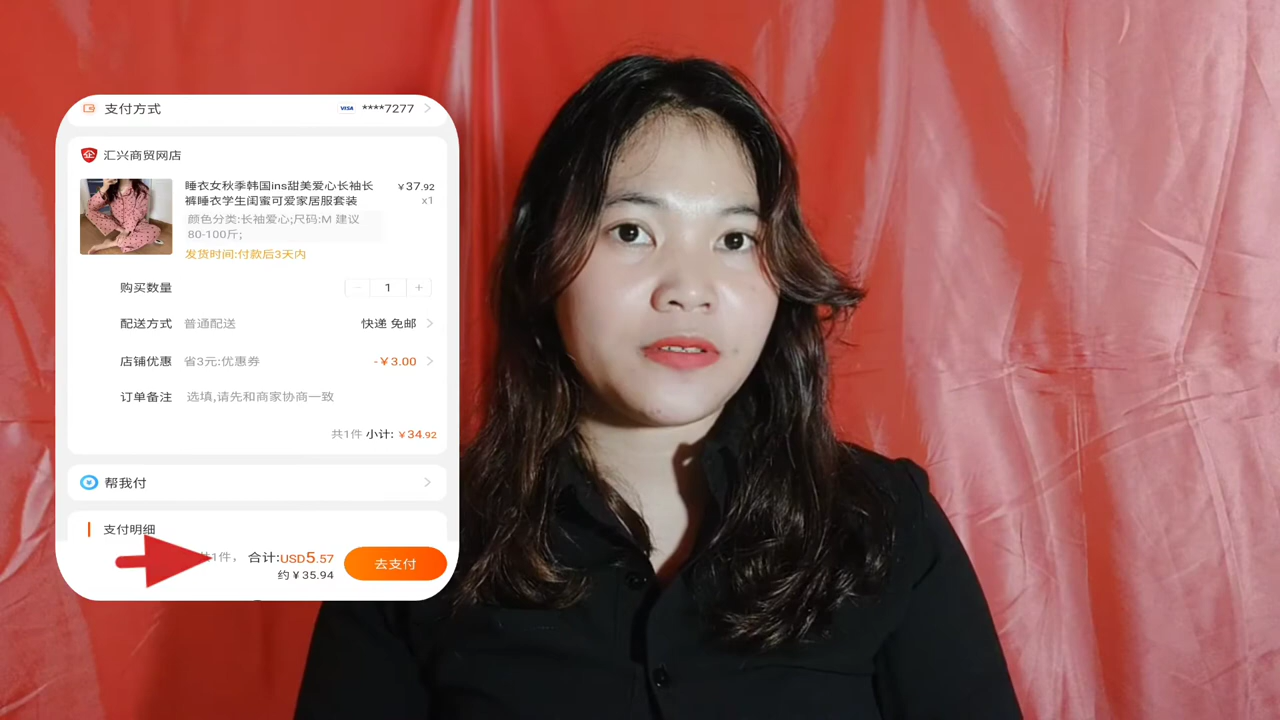 支付方式 VISA ****7277
汇兴商贸网店
睡衣女秋季韩国ins甜美爱心长袖长 ¥37.92
裤睡衣学生闺蜜可爱家居服套装 x1
颜色分类:长袖爱心;尺码:M 建议
80-100斤;
发货时间:付款后3天内
购买数量 - 1 +
配送方式 普通配送 快递 免邮
店铺优惠 省3元:优惠券 -¥3.00
订单备注 选填,请先和商家协商一致
共1件 小计: ¥34.92
帮我付
支付明细
1件, 合计:USD5.57 去支付
约¥35.94